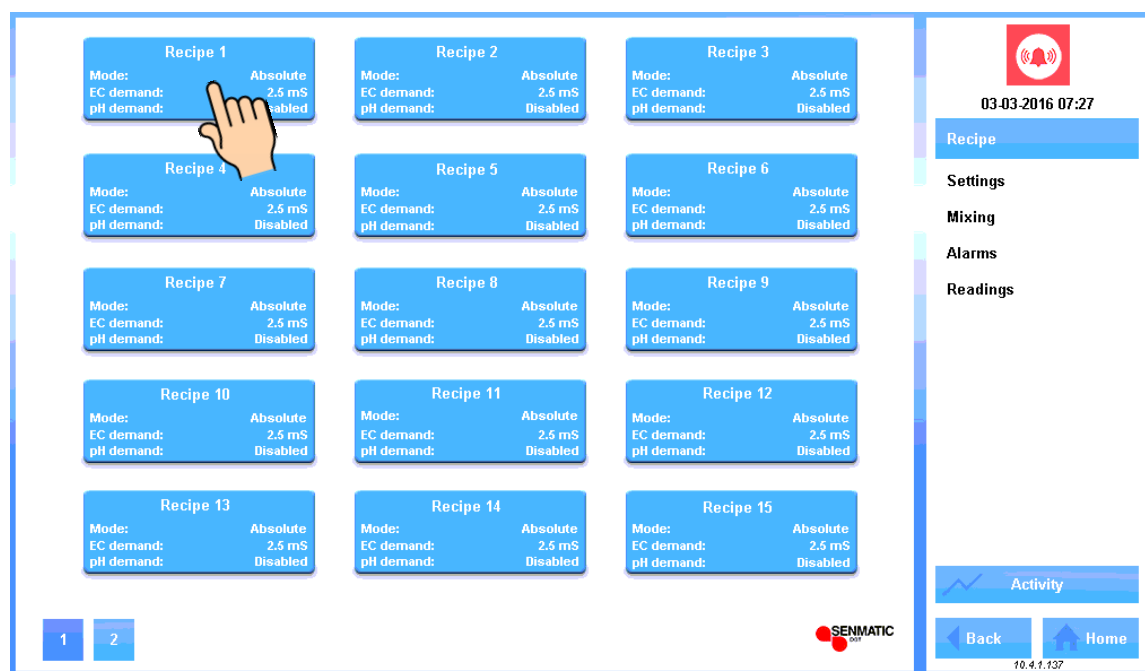 Recipe 1
Mode: Absolute
EC demand: 2.5 mS
pH demand: abled
Recipe 2
Mode: Absolute
EC demand: 2.5 mS
pH demand: Disabled
Recipe 3
Mode: Absolute
EC demand: 2.5 mS
pH demand: Disabled
Recipe 4
Mode: Absolute
EC demand: 2.5 mS
pH demand: Disabled
Recipe 5
Mode: Absolute
EC demand: 2.5 mS
pH demand: Disabled
Recipe 6
Mode: Absolute
EC demand: 2.5 mS
pH demand: Disabled
Recipe 7
Mode: Absolute
EC demand: 2.5 mS
pH demand: Disabled
Recipe 8
Mode: Absolute
EC demand: 2.5 mS
pH demand: Disabled
Recipe 9
Mode: Absolute
EC demand: 2.5 mS
pH demand: Disabled
Recipe 10
Mode: Absolute
EC demand: 2.5 mS
pH demand: Disabled
Recipe 11
Mode: Absolute
EC demand: 2.5 mS
pH demand: Disabled
Recipe 12
Mode: Absolute
EC demand: 2.5 mS
pH demand: Disabled
Recipe 13
Mode: Absolute
EC demand: 2.5 mS
pH demand: Disabled
Recipe 14
Mode: Absolute
EC demand: 2.5 mS
pH demand: Disabled
Recipe 15
Mode: Absolute
EC demand: 2.5 mS
pH demand: Disabled
1 2
SENMATIC
DGT
03-03-2016 07:27
Recipe
Settings
Mixing
Alarms
Readings
Activity
Back Home
10.4.1.137